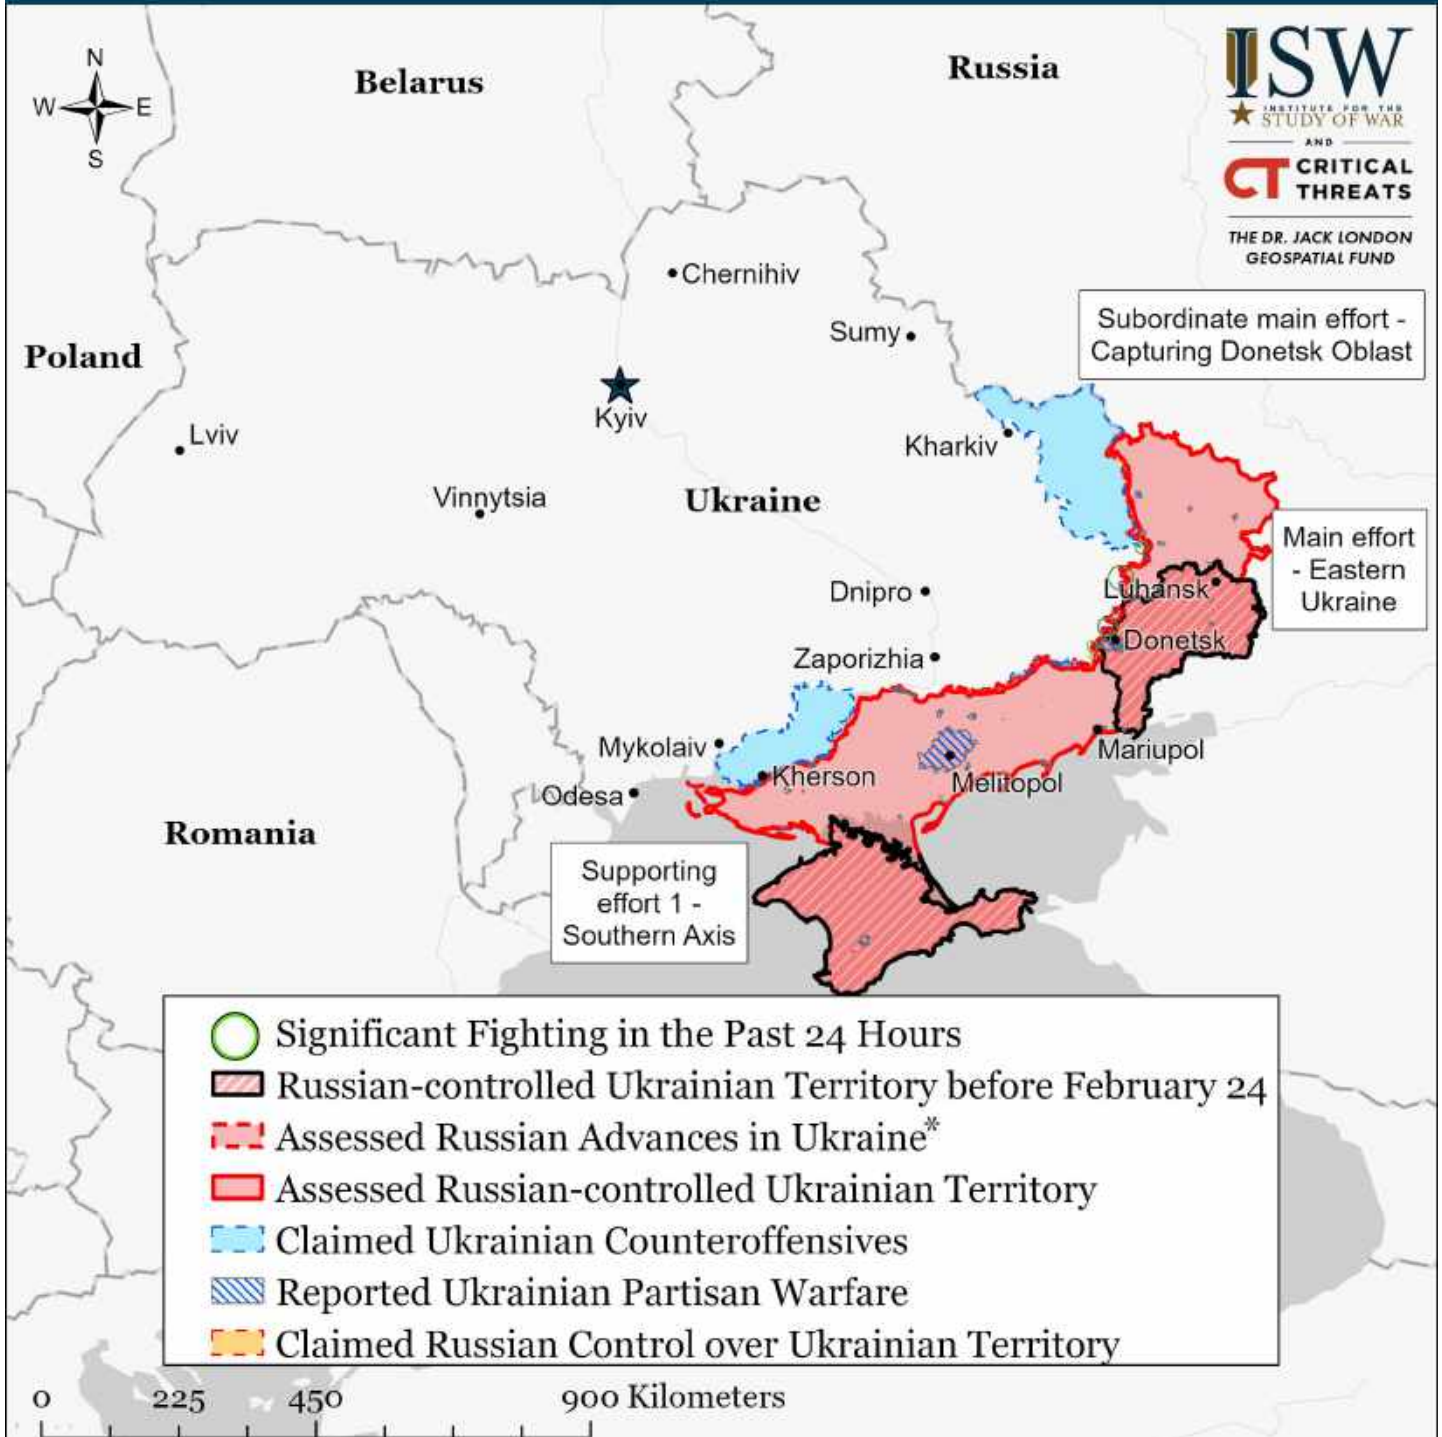 N
W
E
S
Belarus
Russia
ISW
INSTITUTE FOR THE
STUDY OF WAR
AND
CT CRITICAL
THREATS
THE DR. JACK LONDON
GEOSPATIAL FUND
Chernihiv
Subordinate main effort -
Capturing Donetsk Oblast
Sumy
Poland
Kyiv
Lviv
Kharkiv
Vinnytsia
Ukraine
Main effort
- Eastern
Ukraine
Dnipro
Luhansk
Donetsk
Zaporizhia
Mykolaiv
Mariupol
Kherson
Melitopol
Odesa
Romania
Supporting
effort 1 -
Southern Axis
Significant Fighting in the Past 24 Hours
Russian-controlled Ukrainian Territory before February 24
Assessed Russian Advances in Ukraine*
Assessed Russian-controlled Ukrainian Territory
Claimed Ukrainian Counteroffensives
Reported Ukrainian Partisan Warfare
Claimed Russian Control over Ukrainian Territory
0 225 450 900 Kilometers